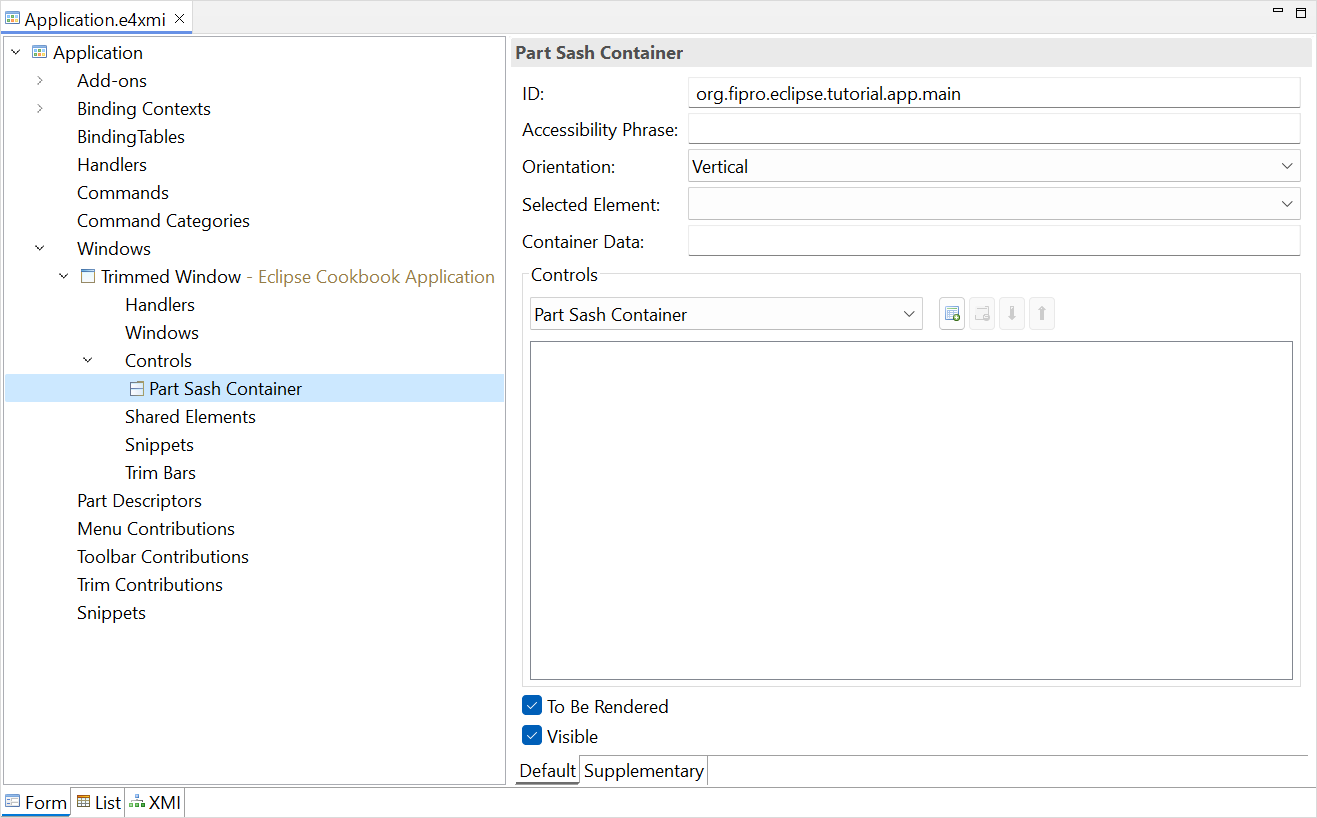 Application.e4xmi
Application
Add-ons
Binding Contexts
BindingTables
Handlers
Commands
Command Categories
Windows
Trimmed Window - Eclipse Cookbook Application
Handlers
Windows
Controls
Part Sash Container
Shared Elements
Snippets
Trim Bars
Part Descriptors
Menu Contributions
Toolbar Contributions
Trim Contributions
Snippets
Part Sash Container
ID: org.fipro.eclipse.tutorial.app.main
Accessibility Phrase:
Orientation: Vertical
Selected Element:
Container Data:
Controls
Part Sash Container
To Be Rendered
Visible
Default Supplementary
Form List XMI